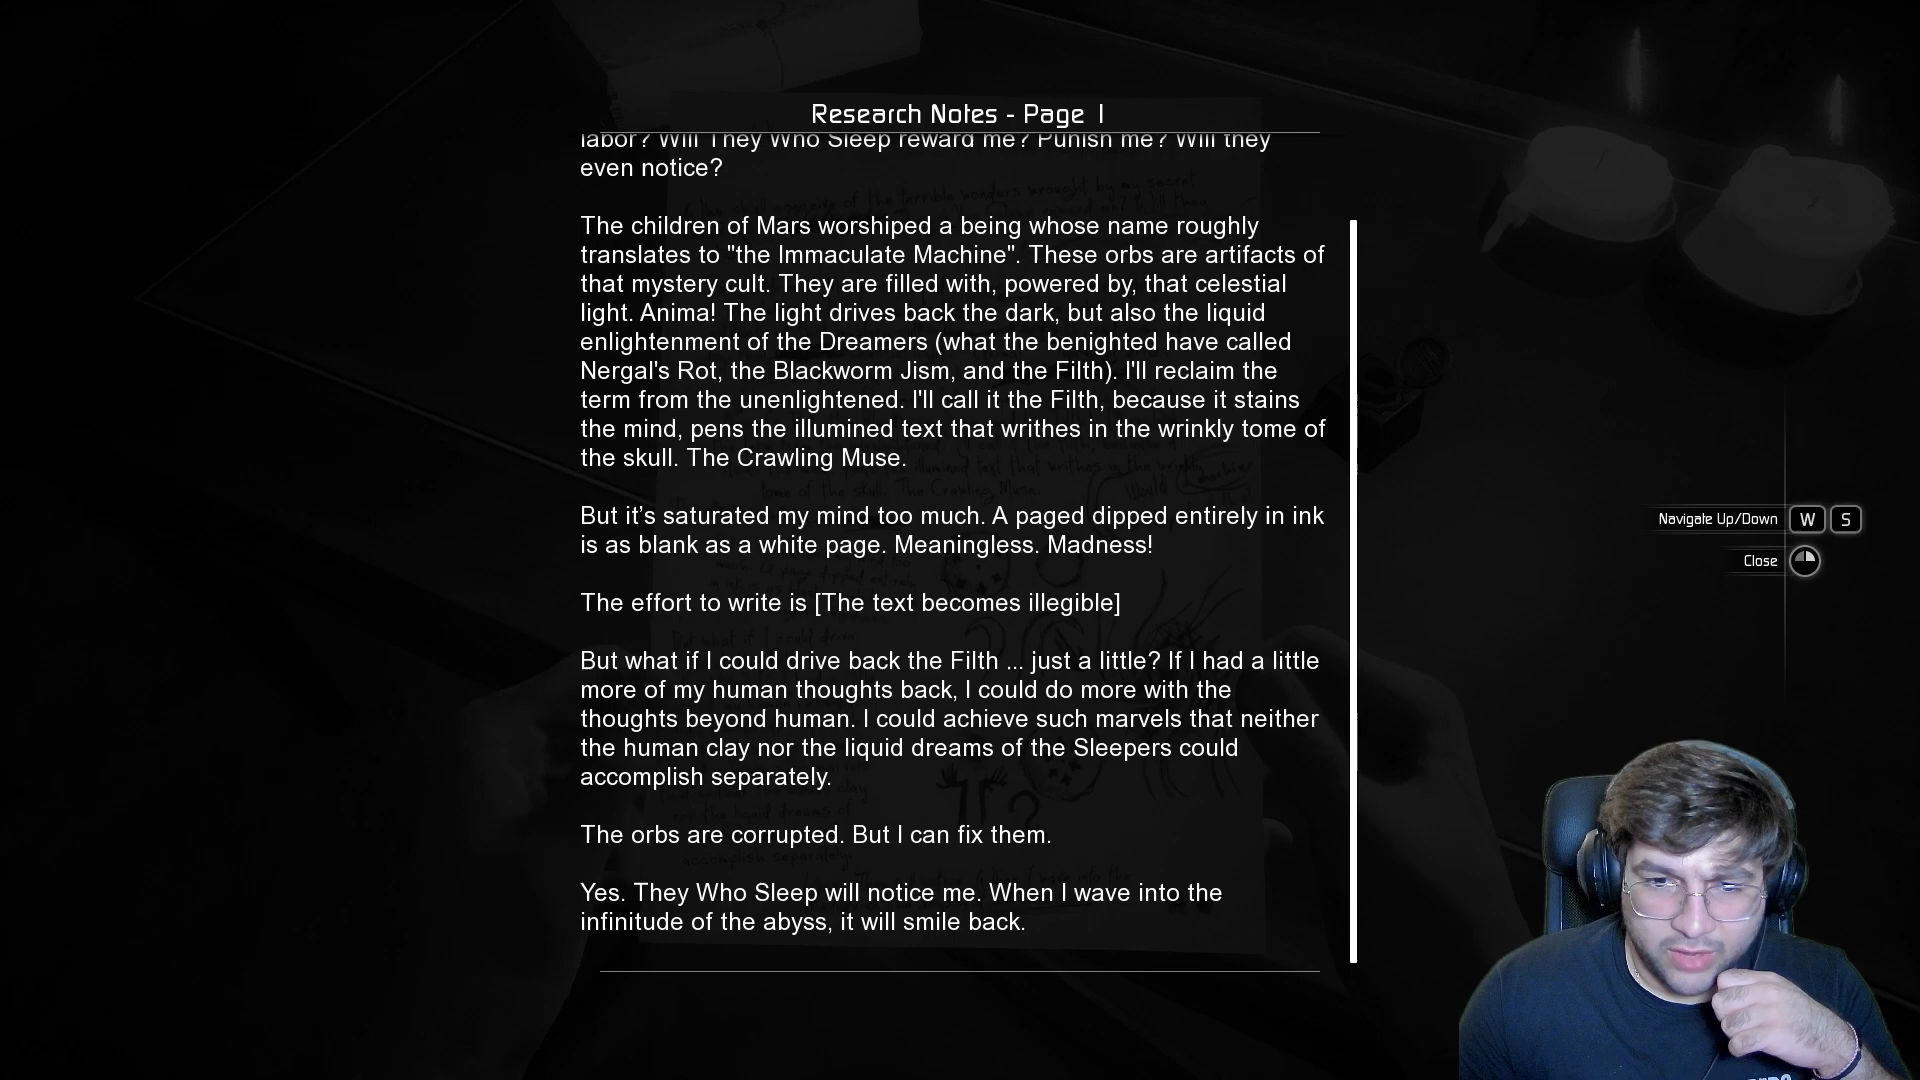 Research Notes - Page 1
labor? Will They Who Sleep reward me? Punish me? Will they
even notice?
The children of Mars worshiped a being whose name roughly
translates to "the Immaculate Machine". These orbs are artifacts of
that mystery cult. They are filled with, powered by, that celestial
light. Anima! The light drives back the dark, but also the liquid
enlightenment of the Dreamers (what the benighted have called
Nergal's Rot, the Blackworm Jism, and the Filth). I'll reclaim the
term from the unenlightened. I'll call it the Filth, because it stains
the mind, pens the illumined text that writhes in the wrinkly tome of
the skull. The Crawling Muse.
But it’s saturated my mind too much. A paged dipped entirely in ink
is as blank as a white page. Meaningless. Madness!
The effort to write is [The text becomes illegible]
But what if I could drive back the Filth ... just a little? If I had a little
more of my human thoughts back, I could do more with the
thoughts beyond human. I could achieve such marvels that neither
the human clay nor the liquid dreams of the Sleepers could
accomplish separately.
The orbs are corrupted. But I can fix them.
Yes. They Who Sleep will notice me. When I wave into the
infinitude of the abyss, it will smile back.
Navigate Up/Down W S
Close